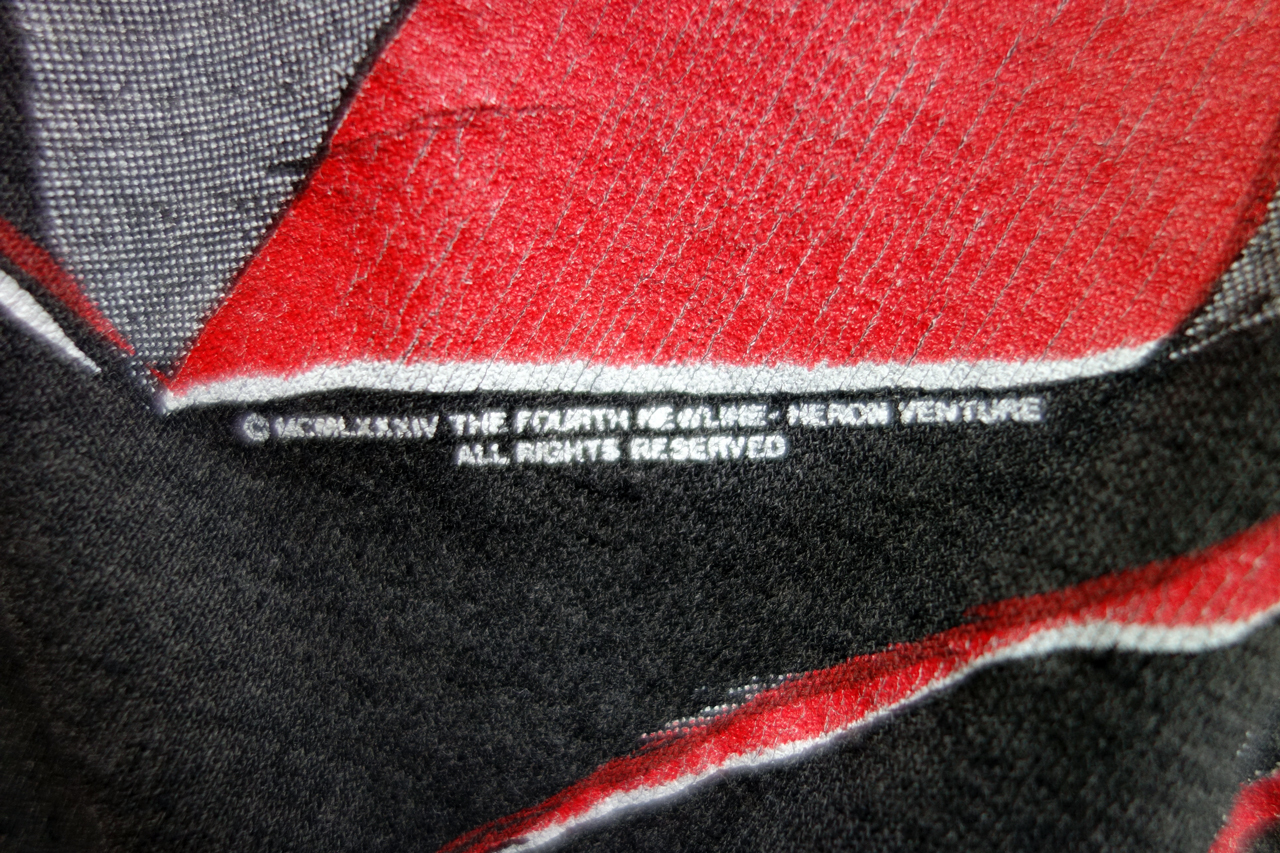 © MCMLXXXIV THE FOURTH NEW LINE- HERON VENTURE
ALL RIGHTS RESERVED